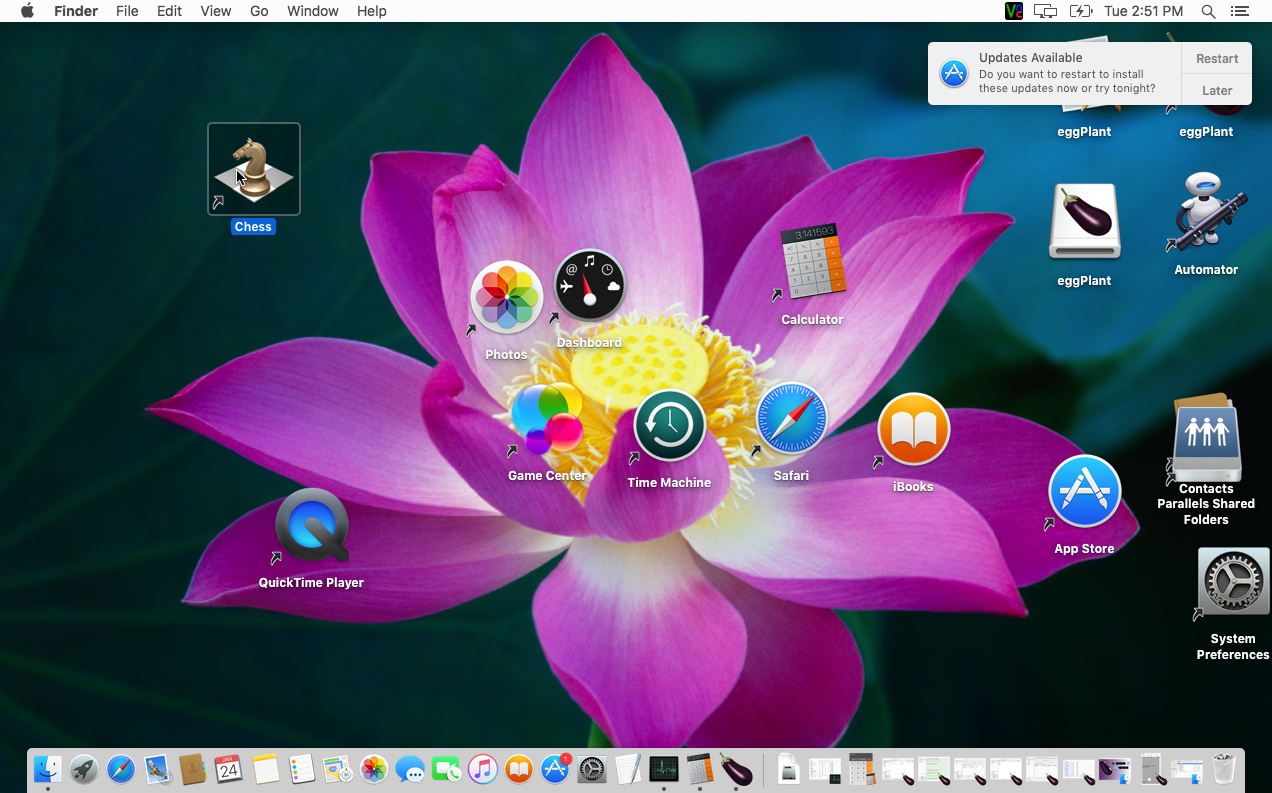 Finder File Edit View Go Window Help
Tue 2:51 PM
Updates Available
Do you want to restart to install
these updates now or try tonight?
Restart
Later
eggPlant
eggPlant
Chess
eggPlant
Automator
3.141593
Calculator
Dashboard
Photos
Game Center
Time Machine
Safari
iBooks
Contacts
Parallels Shared
Folders
App Store
QuickTime Player
System
Preferences
JAN
24
1